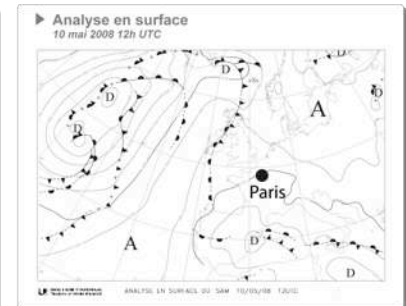 Analyse en surface
10 mai 2008 12h UTC
D
D
D
D
A
D
Paris
A
D
D
ANALYSE EN SURFACE DU SAM 10/05/08 12UTC